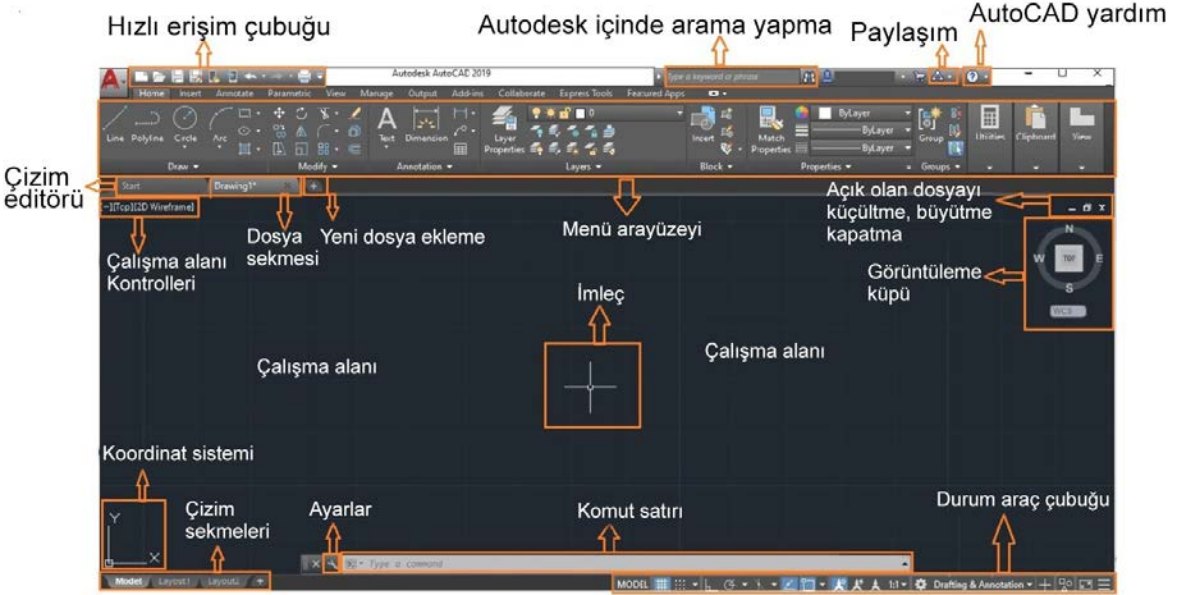 Hızlı erişim çubuğu
Autodesk içinde arama yapma
Paylaşım
AutoCAD yardım
Autodesk AutoCAD 2019
Type a keyword or phrase
Home Insert Annotate Parametric View Manage Output Add-ins Collaborate Express Tools Featured Apps
Line Polyline Circle Arc
Text Dimension
Layer
Properties
0
Insert
Match
Properties
ByLayer
ByLayer
ByLayer
Group
Utilities Clipboard View
Draw Modify Annotation Layers Block Properties Groups
Çizim
editörü
Start Drawing1* +
[-][Top][2D Wireframe]
Dosya
sekmesi
Yeni dosya ekleme
Menü arayüzeyi
Açık olan dosyayı
küçültme, büyütme
kapatma
Çalışma alanı
Kontrolleri
Görüntüleme
küpü
N
W TOP E
S
WCS
İmleç
Çalışma alanı
Çalışma alanı
Koordinat sistemi
Y
X
Çizim
sekmeleri
Ayarlar
Komut satırı
Durum araç çubuğu
Type a command
Model Layout1 Layout2 +
MODEL 1:1 Drafting & Annotation